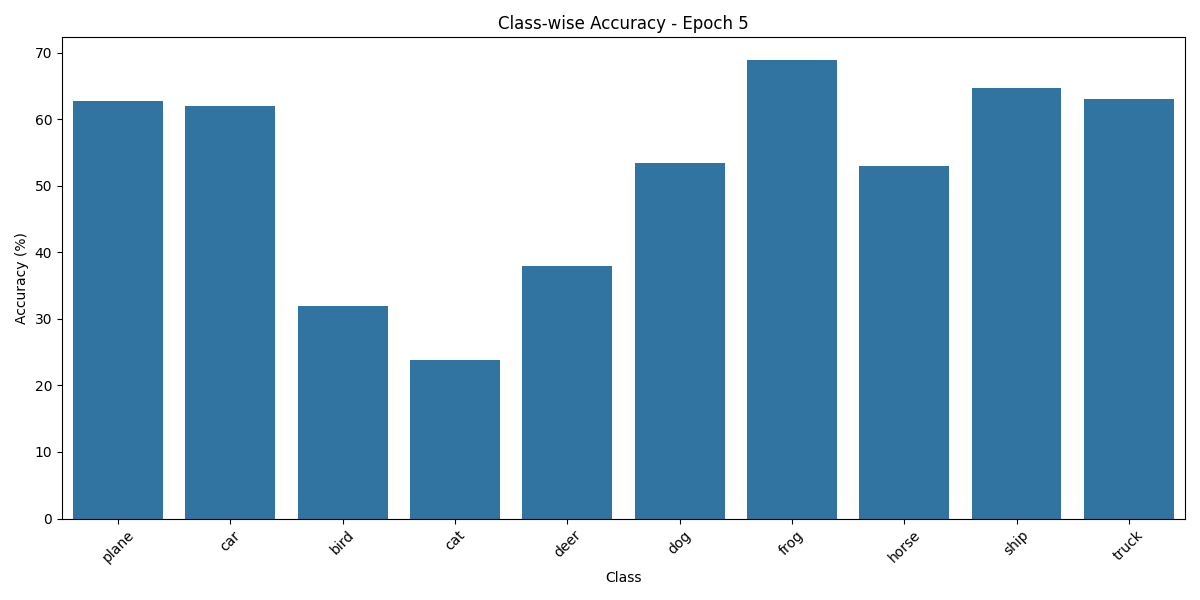 Class-wise Accuracy - Epoch 5
Accuracy (%)
70
60
50
40
30
20
10
0
plane
car
bird
cat
deer
dog
frog
horse
ship
truck
Class